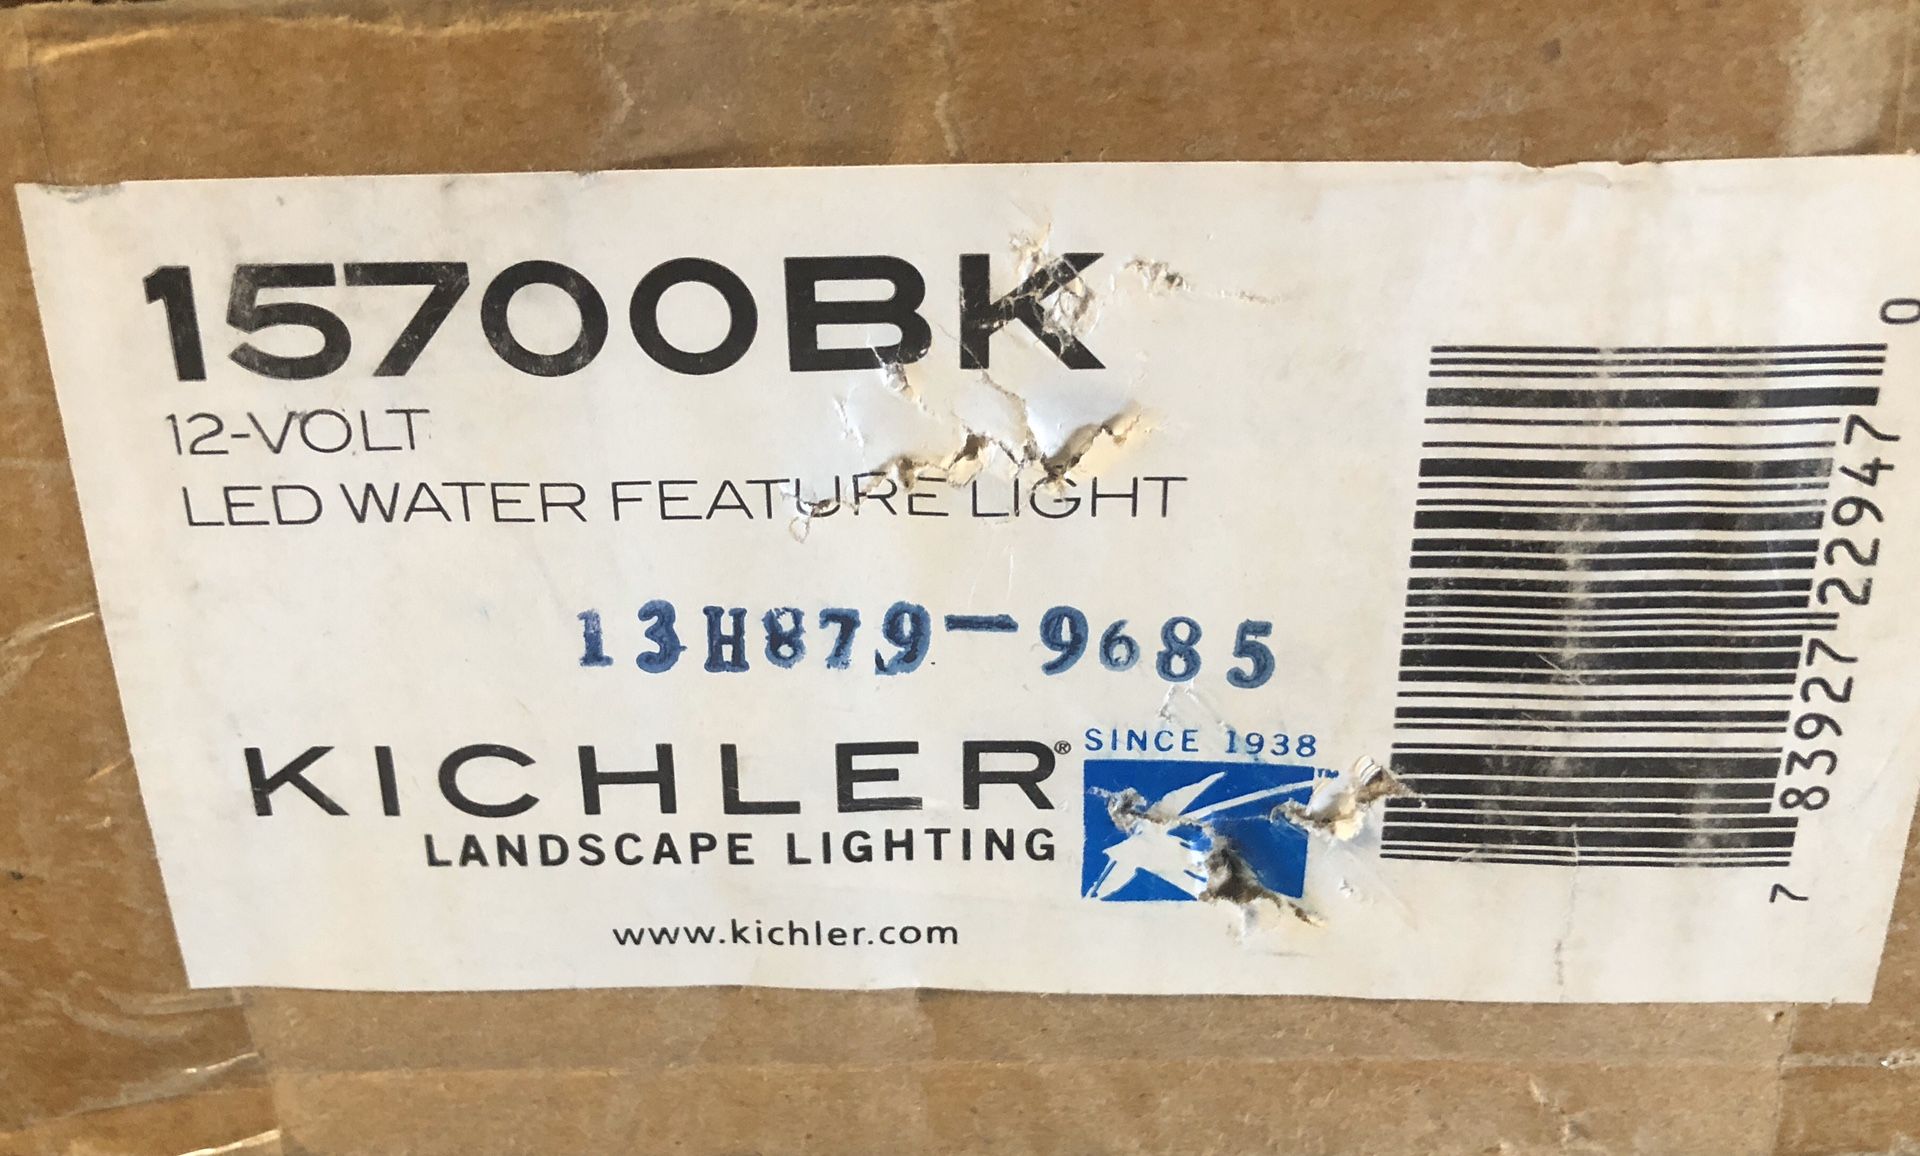 15700BK
12-VOLT
LED WATER FEATURE LIGHT
13H879-9685
KICHLER® SINCE 1938
™
LANDSCAPE LIGHTING
www.kichler.com
7 83927 22947 0